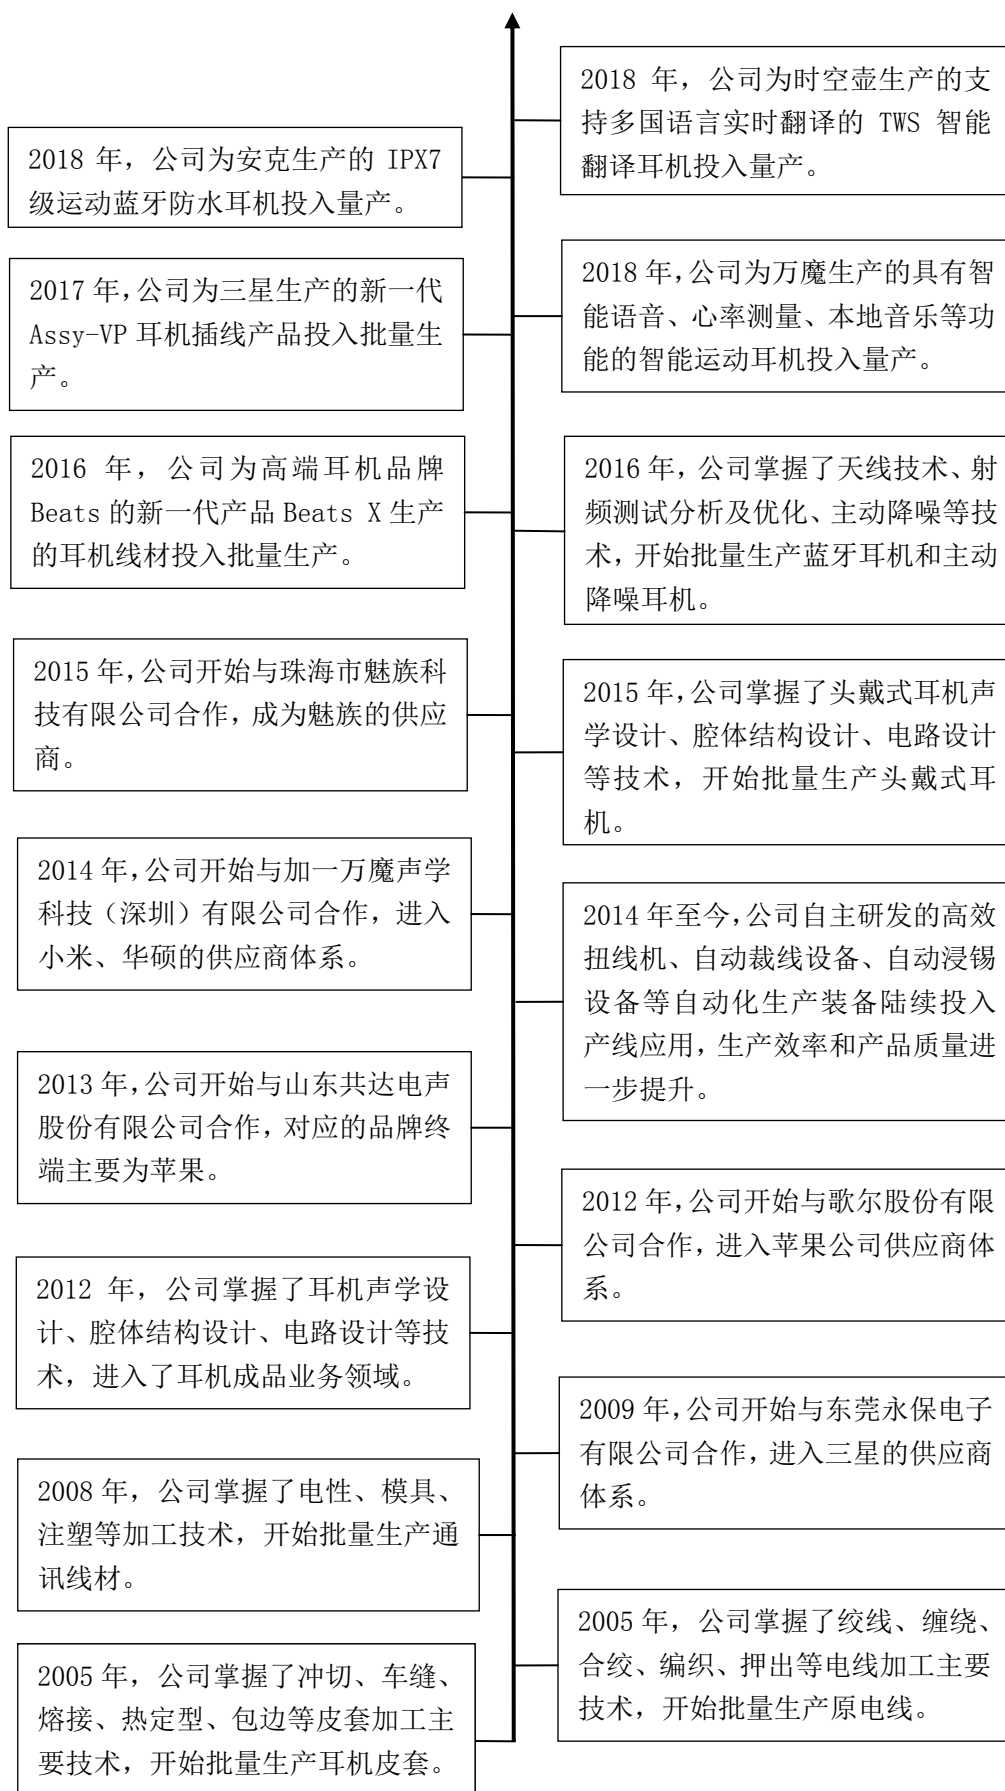 2018 年，公司为时空壶生产的支
持多国语言实时翻译的 TWS 智能
翻译耳机投入量产。
2018 年，公司为安克生产的 IPX7
级运动蓝牙防水耳机投入量产。
2018 年，公司为万魔生产的具有智
能语音、心率测量、本地音乐等功
能的智能运动耳机投入量产。
2017 年，公司为三星生产的新一代
Assy-VP 耳机插线产品投入批量生
产。
2016 年，公司为高端耳机品牌
Beats 的新一代产品 Beats X 生产
的耳机线材投入批量生产。
2016 年，公司掌握了天线技术、射
频测试分析及优化、主动降噪等技
术，开始批量生产蓝牙耳机和主动
降噪耳机。
2015 年，公司开始与珠海市魅族科
技有限公司合作，成为魅族的供应
商。
2015 年，公司掌握了头戴式耳机声
学设计、腔体结构设计、电路设计
等技术，开始批量生产头戴式耳
机。
2014 年，公司开始与加一万魔声学
科技（深圳）有限公司合作，进入
小米、华硕的供应商体系。
2014 年至今，公司自主研发的高效
扭线机、自动裁线设备、自动浸锡
设备等自动化生产装备陆续投入
产线应用，生产效率和产品质量进
一步提升。
2013 年，公司开始与山东共达电声
股份有限公司合作，对应的品牌终
端主要为苹果。
2012 年，公司开始与歌尔股份有限
公司合作，进入苹果公司供应商体
系。
2012 年，公司掌握了耳机声学设
计、腔体结构设计、电路设计等技
术，进入了耳机成品业务领域。
2009 年，公司开始与东莞永保电子
有限公司合作，进入三星的供应商
体系。
2008 年，公司掌握了电性、模具、
注塑等加工技术，开始批量生产通
讯线材。
2005 年，公司掌握了绞线、缠绕、
合绞、编织、押出等电线加工主要
技术，开始批量生产原电线。
2005 年，公司掌握了冲切、车缝、
熔接、热定型、包边等皮套加工主
要技术，开始批量生产耳机皮套。